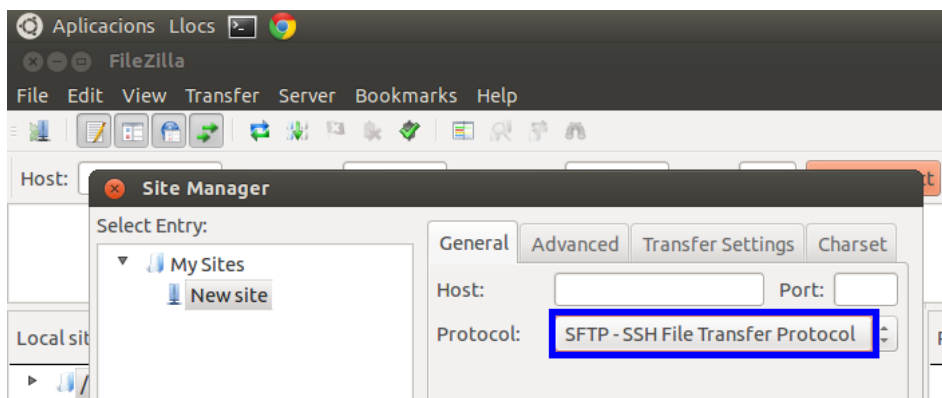 Aplicacions Llocs
FileZilla
File Edit View Transfer Server Bookmarks Help
Host:
Site Manager
Select Entry:
My Sites
New site
General Advanced Transfer Settings Charset
Host: Port:
Protocol: SFTP - SSH File Transfer Protocol
Local sit
/